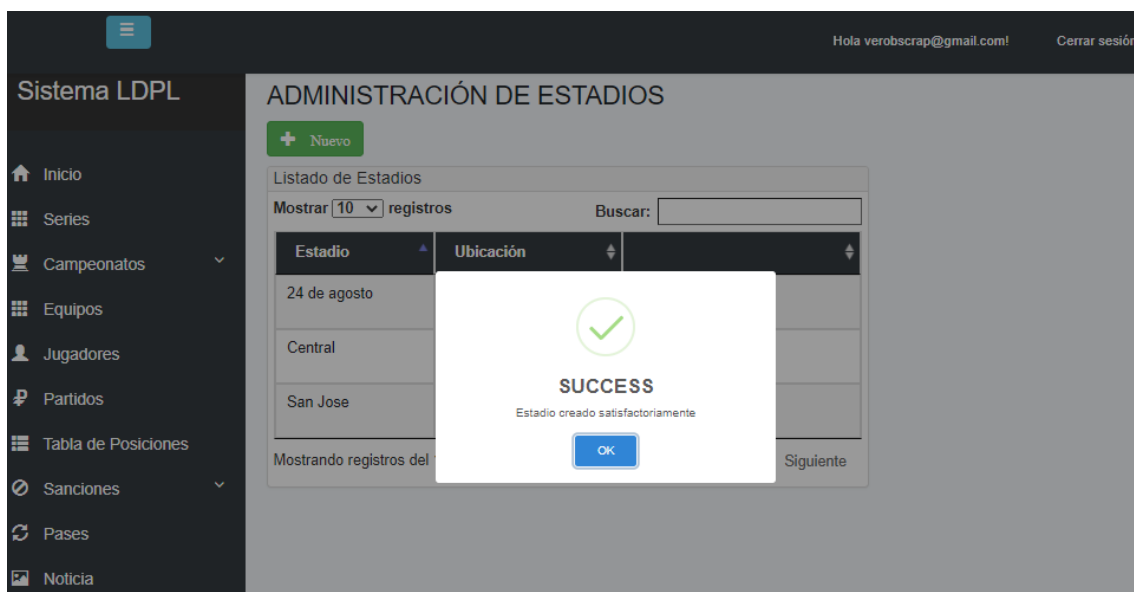 Hola verobscrap@gmail.com!
Cerrar sesión
Sistema LDPL
ADMINISTRACIÓN DE ESTADIOS
Nuevo
Inicio
Series
Campeonatos
Equipos
Jugadores
Partidos
Tabla de Posiciones
Sanciones
Pases
Noticia
Listado de Estadios
Mostrar 10 registros
Buscar:
Estadio Ubicación
24 de agosto
Central
San Jose
Mostrando registros del
Siguiente
SUCCESS
Estadio creado satisfactoriamente
OK